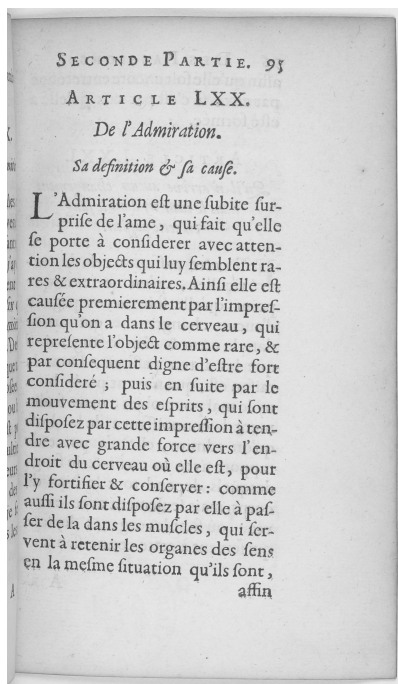 SECONDE PARTIE. 95
ARTICLE LXX.
De l'Admiration.
Sa definition & sa cauſe.
L'Admiration eſt une ſubite ſur-
priſe de l'ame, qui fait qu'elle
ſe porte à conſiderer avec atten-
tion les objects qui luy ſemblent ra-
res & extraordinaires. Ainſi elle eſt
cauſée premierement par l'impreſ-
ſion qu'on a dans le cerveau, qui
repreſente l'object comme rare, &
par conſequent digne d'eſtre fort
conſideré; puis en ſuite par le
mouvement des eſprits, qui ſont
diſpoſez par cette impreſſion à ten-
dre avec grande force vers l'en-
droit du cerveau où elle eſt, pour
l'y fortifier & conſerver: comme
auſſi ils ſont diſpoſez par elle à paſ-
ſer de la dans les muſcles, qui ſer-
vent à retenir les organes des ſens
en la meſme ſituation qu'ils ſont,
affin